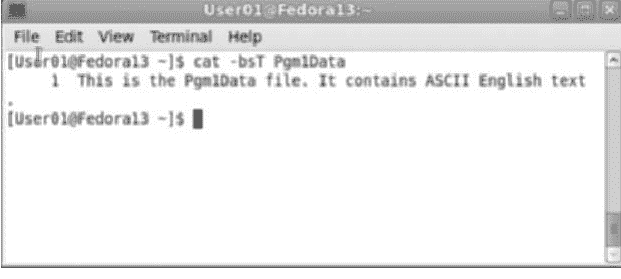 User01@Fedora13:~
File Edit View Terminal Help
[User01@Fedora13 ~]$ cat -bsT Pgm1Data
1 This is the Pgm1Data file. It contains ASCII English text
.
[User01@Fedora13 ~]$